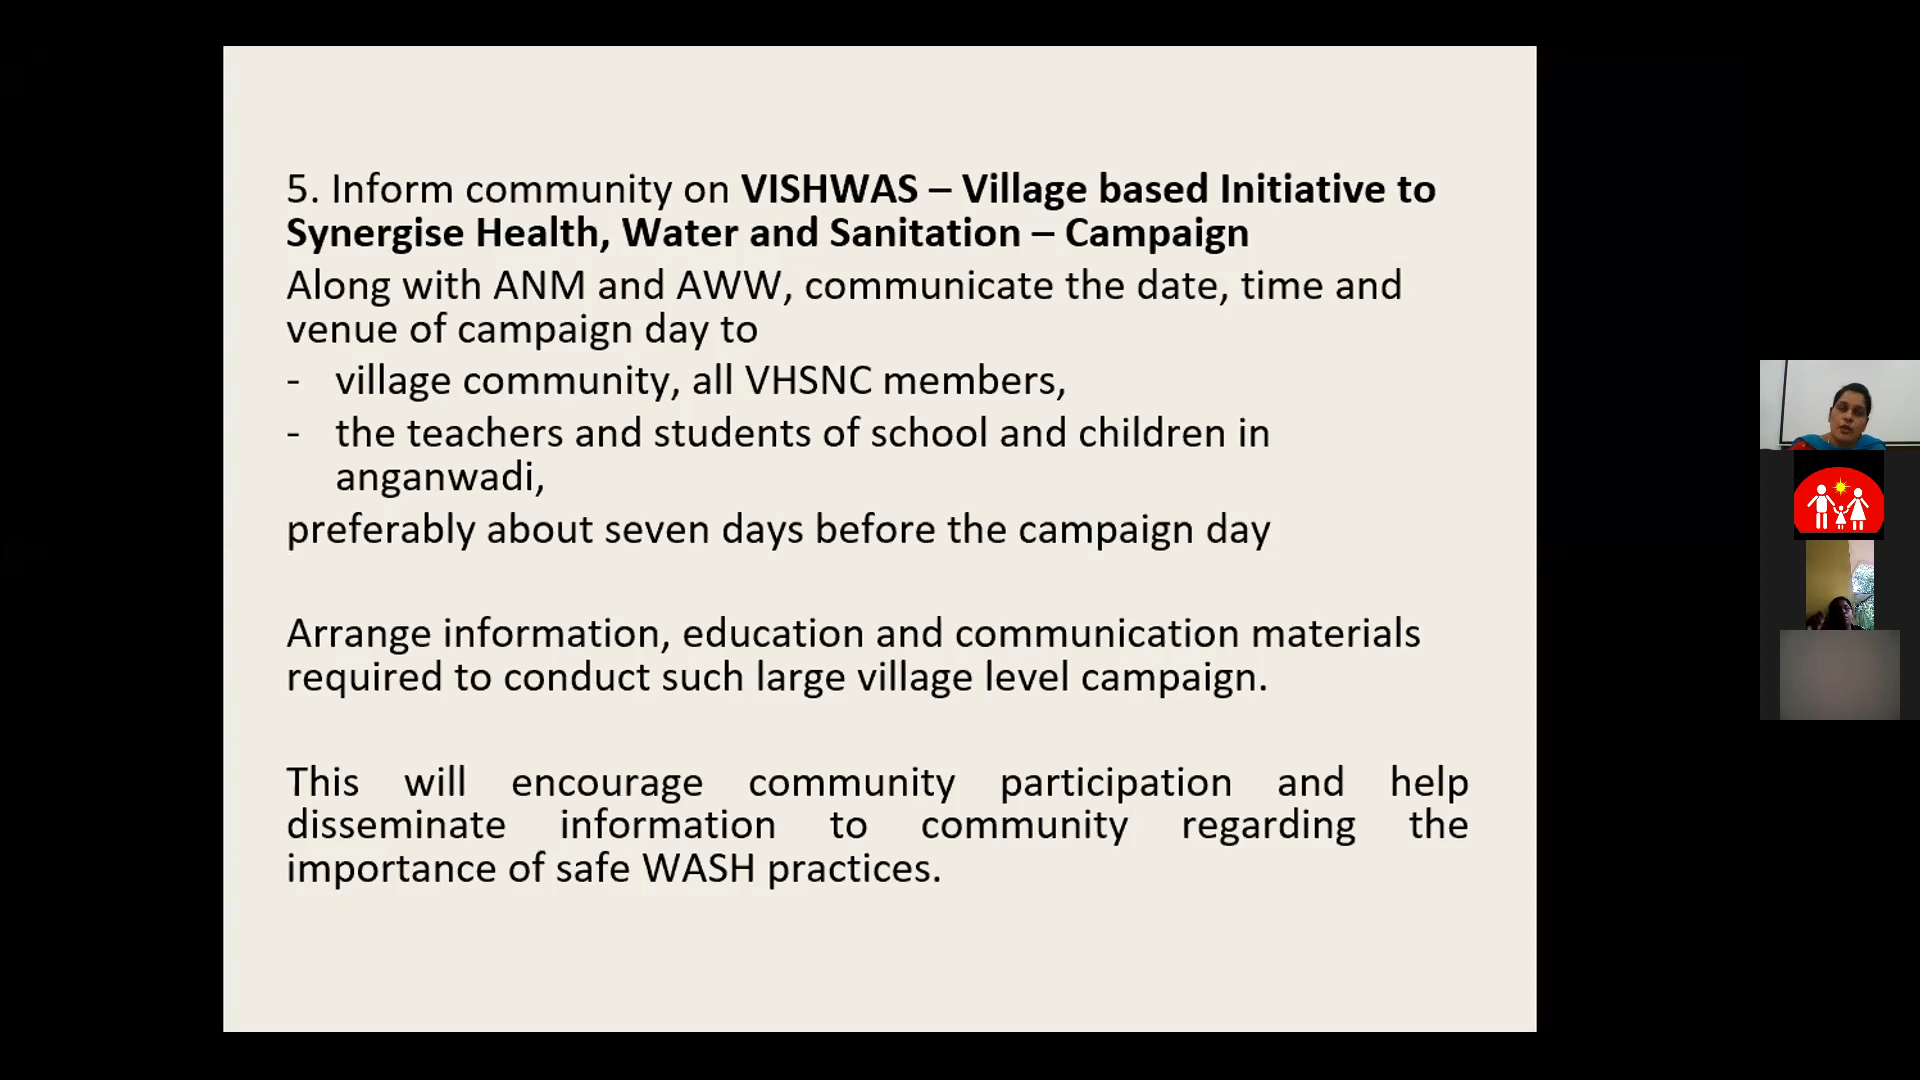 5. Inform community on VISHWAS – Village based Initiative to
Synergise Health, Water and Sanitation – Campaign
Along with ANM and AWW, communicate the date, time and
venue of campaign day to
- village community, all VHSNC members,
- the teachers and students of school and children in
anganwadi,
preferably about seven days before the campaign day
Arrange information, education and communication materials
required to conduct such large village level campaign.
This will encourage community participation and help
disseminate information to community regarding the
importance of safe WASH practices.